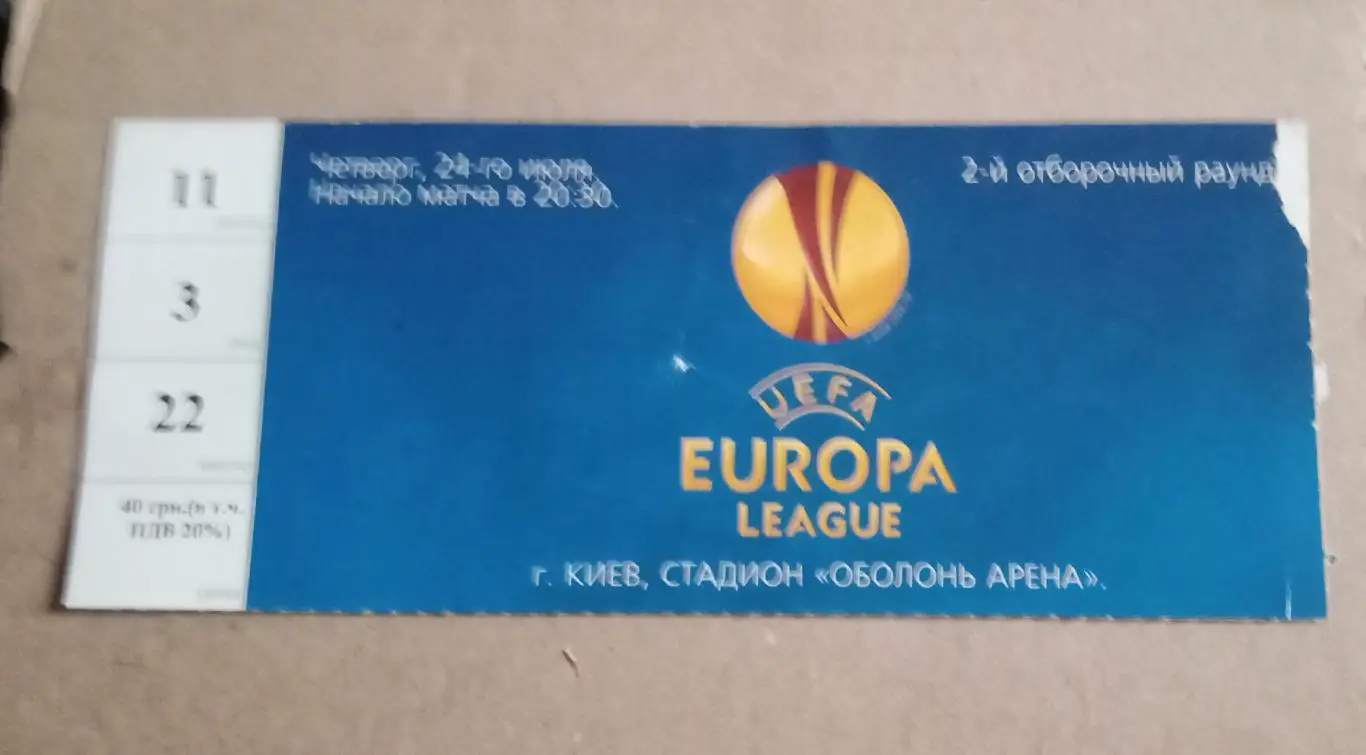 11
3
22
40 грн.(в т.ч.
ПДВ 20%)
Четверг, 24-го июля.
Начало матча в 20:30.
2-й отборочный раунд
UEFA
EUROPA
LEAGUE
г. КИЕВ, СТАДИОН «ОБОЛОНЬ АРЕНА».